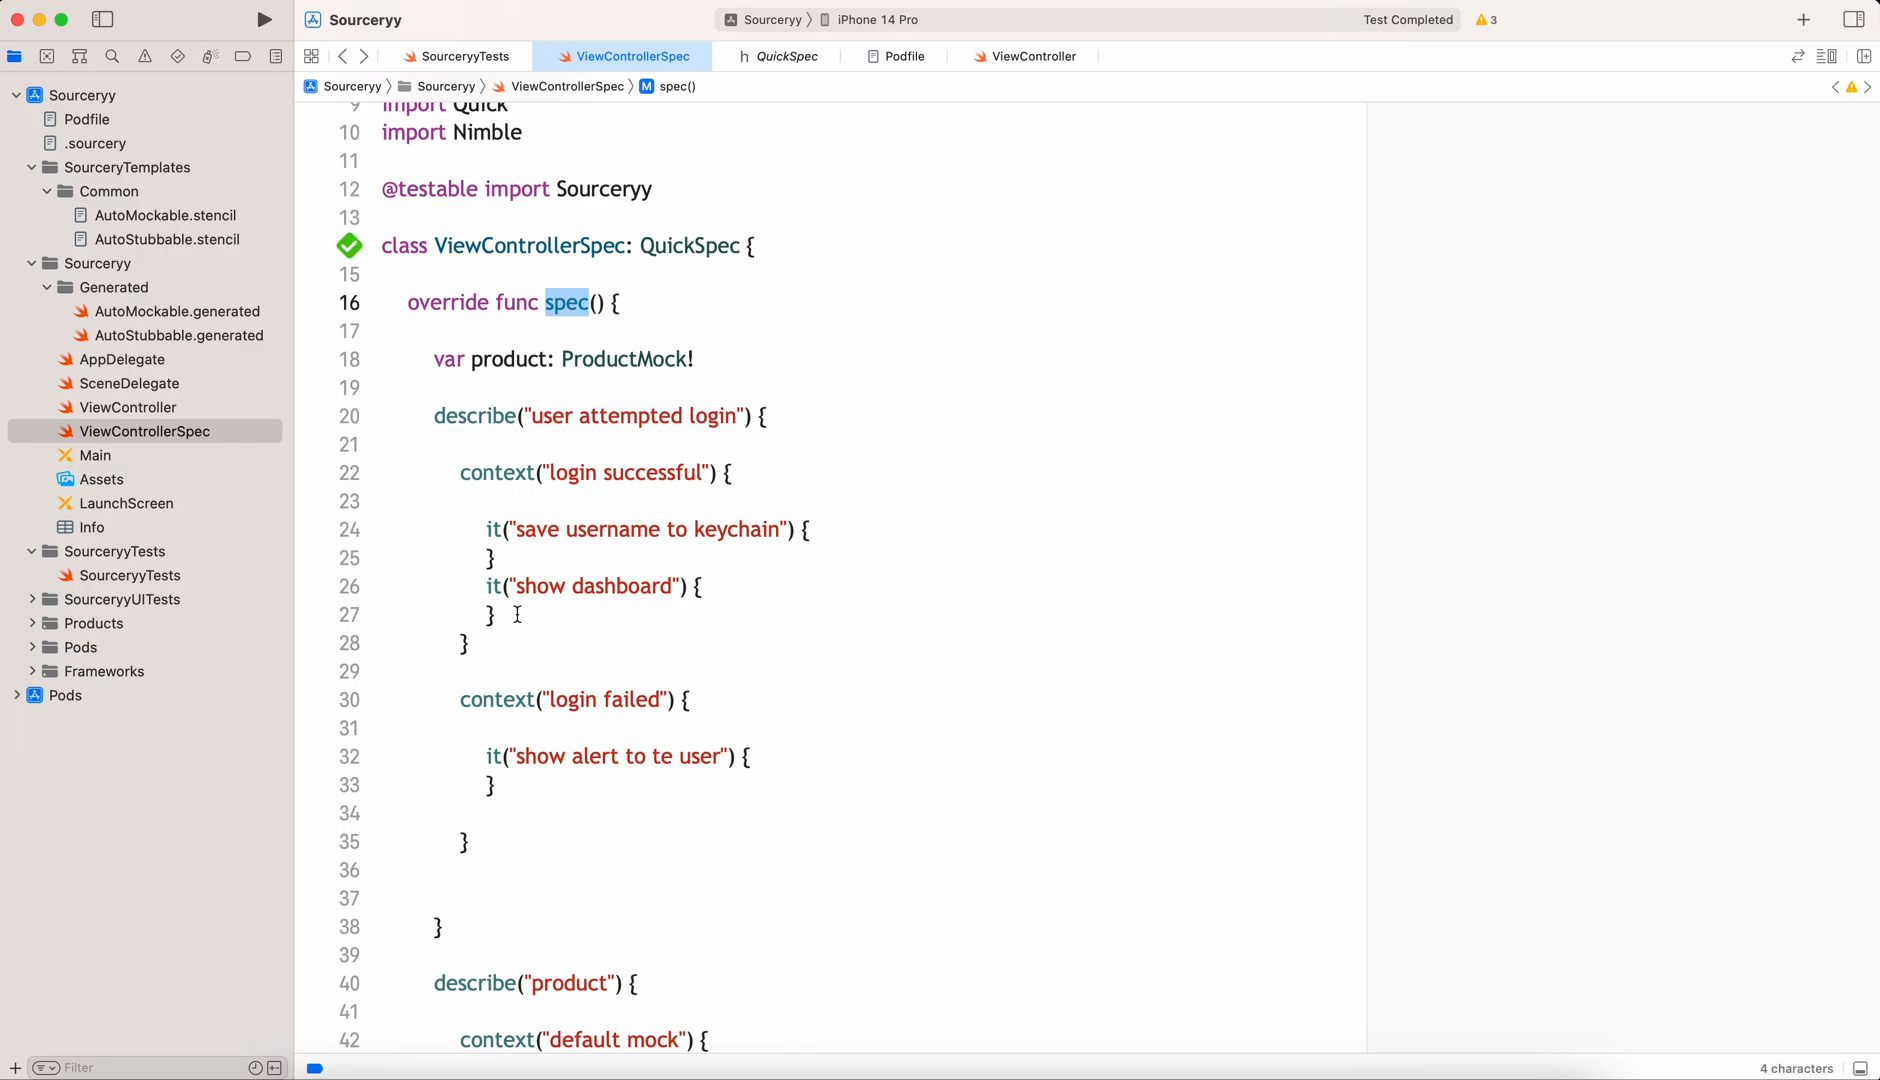 Sourceryy
Sourceryy 〉 iPhone 14 Pro
Test Completed
3
SourceryyTests
ViewControllerSpec
h QuickSpec
Podfile
ViewController
Sourceryy 〉 Sourceryy 〉 ViewControllerSpec 〉 M spec()
Sourceryy
Podfile
.sourcery
SourceryTemplates
Common
AutoMockable.stencil
AutoStubbable.stencil
Sourceryy
Generated
AutoMockable.generated
AutoStubbable.generated
AppDelegate
SceneDelegate
ViewController
ViewControllerSpec
Main
Assets
LaunchScreen
Info
SourceryyTests
SourceryyTests
SourceryyUITests
Products
Pods
Frameworks
Pods
Filter
9 import Quick
10 import Nimble
11
12 @testable import Sourceryy
13
class ViewControllerSpec: QuickSpec {
15
16 override func spec() {
17
18 var product: ProductMock!
19
20 describe("user attempted login") {
21
22 context("login successful") {
23
24 it("save username to keychain") {
25 }
26 it("show dashboard") {
27 }
28 }
29
30 context("login failed") {
31
32 it("show alert to te user") {
33 }
34
35 }
36
37
38 }
39
40 describe("product") {
41
42 context("default mock") {
4 characters